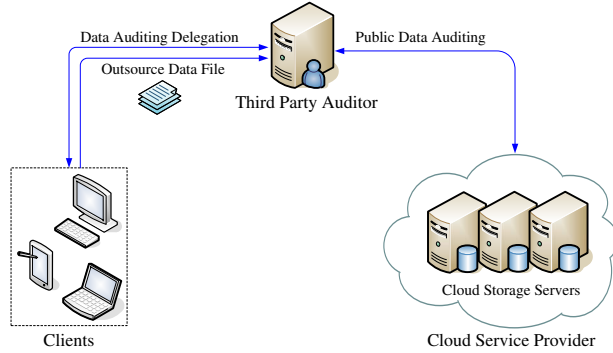 Data Auditing Delegation
Public Data Auditing
Outsource Data File
Third Party Auditor
Cloud Storage Servers
Clients
Cloud Service Provider